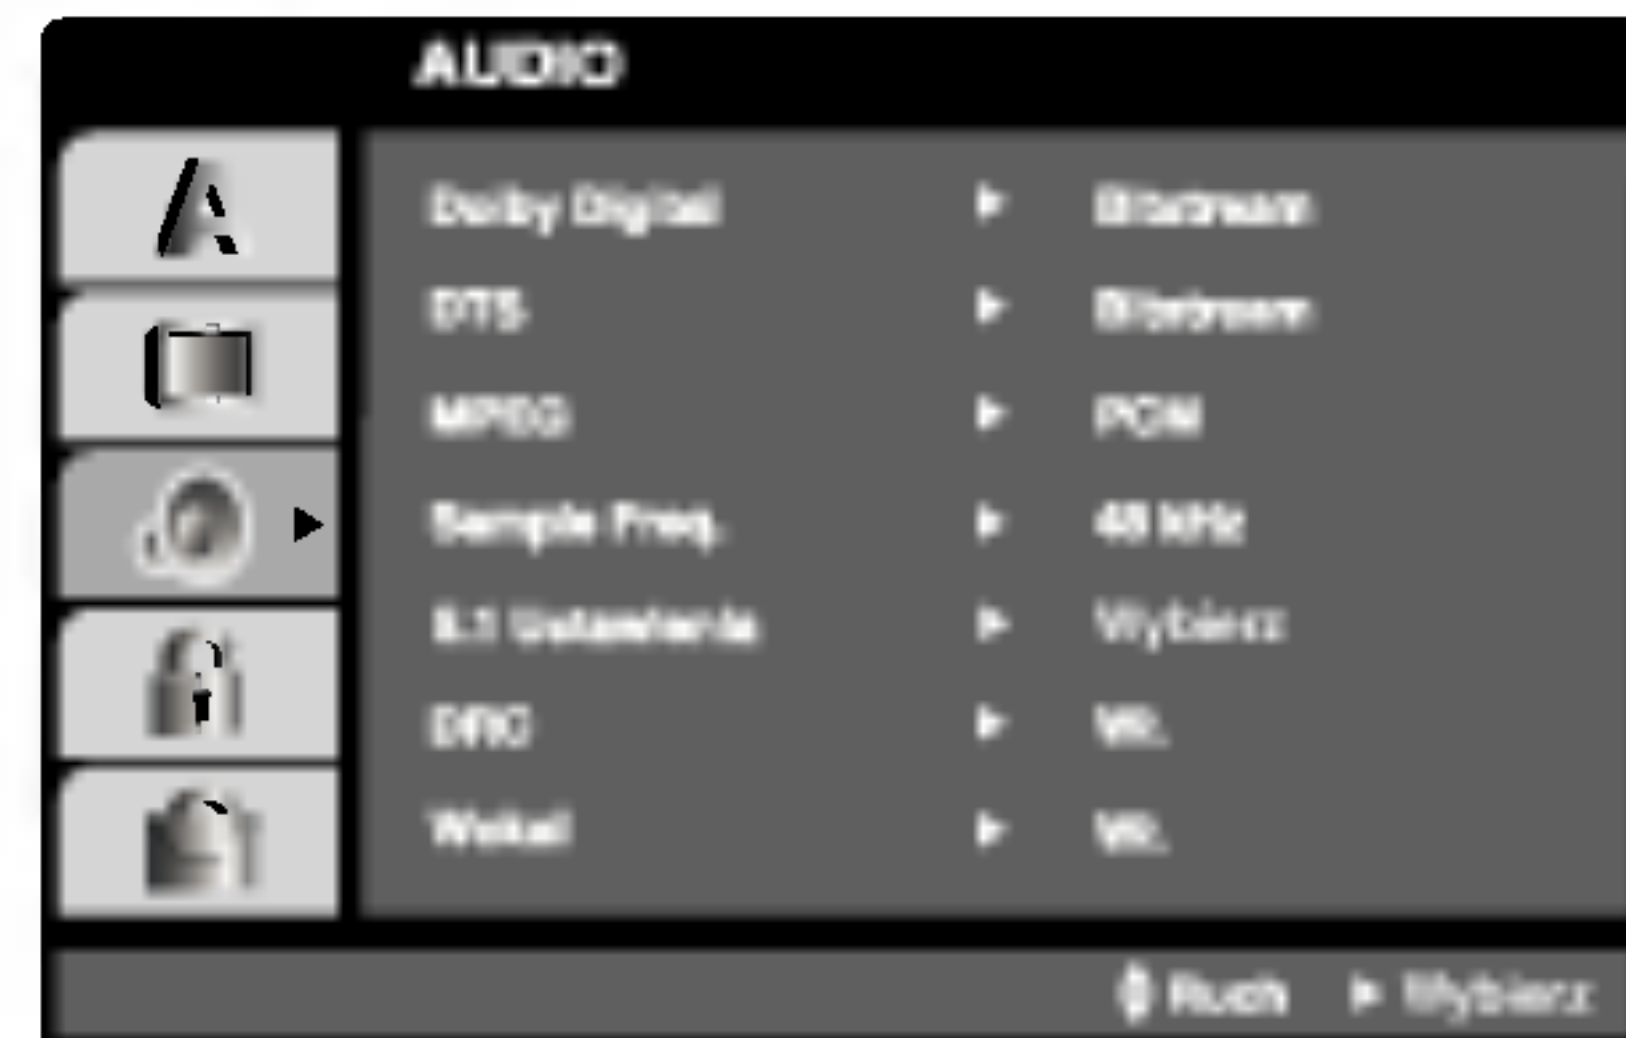 AUDIO
Dolby Digital ► Bitstream
DTS ► Bitstream
MPEG ► PCM
Sample Freq. ► 48 kHz
5.1 Ustawienia ► Wybierz
DRC ► Wł.
Wokal ► Wł.
Ruch ► Wybierz